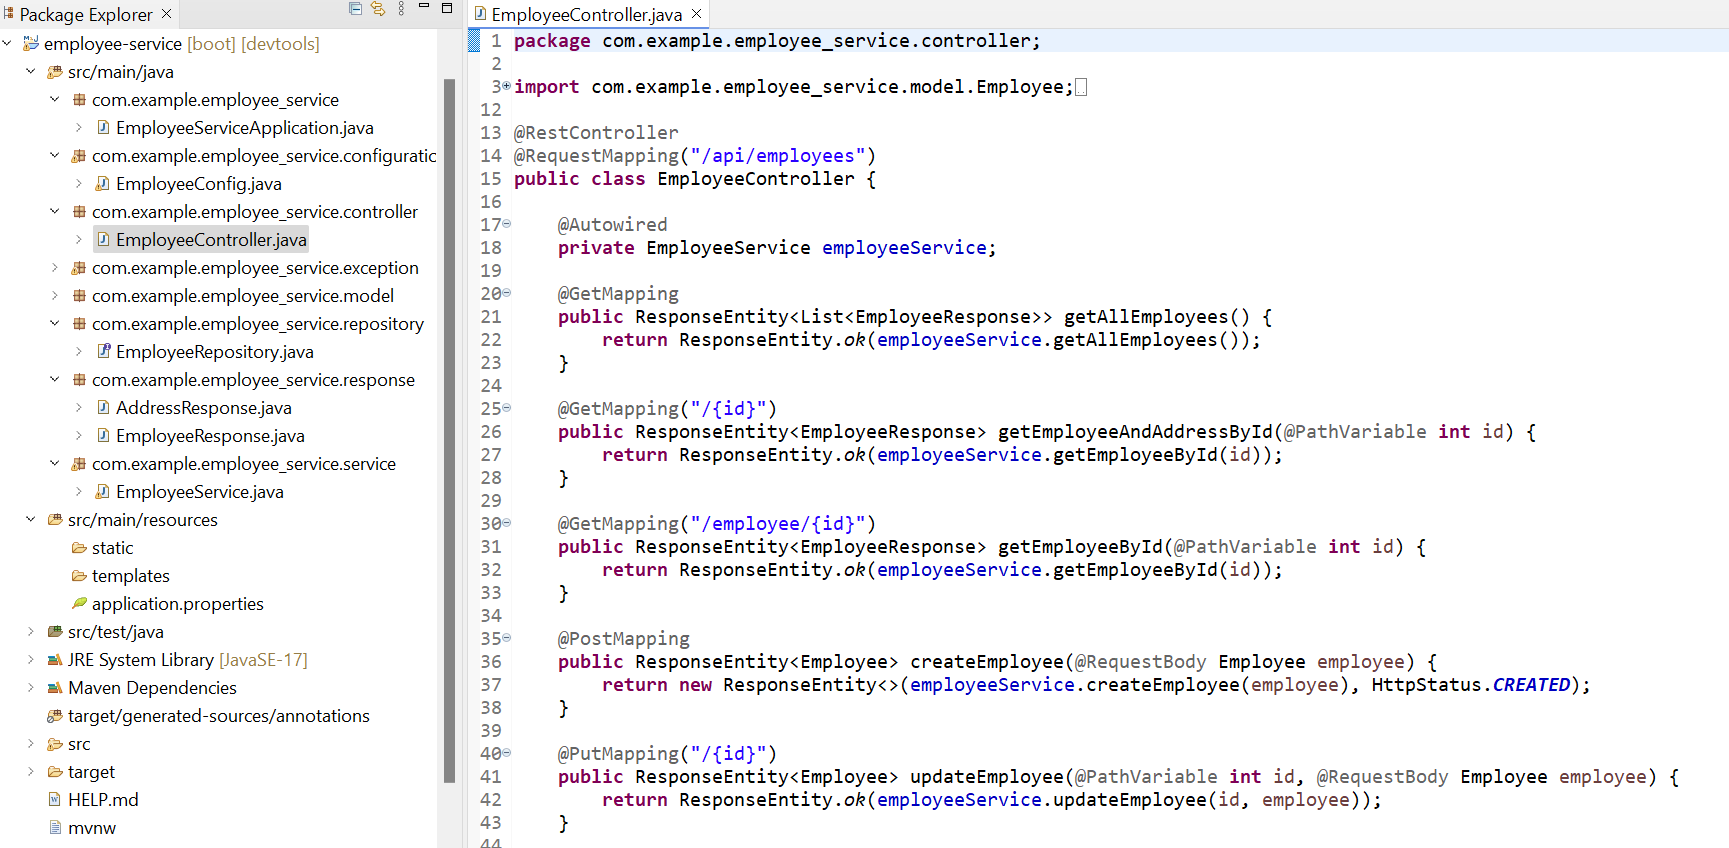 Package Explorer
employee-service [boot] [devtools]
src/main/java
com.example.employee_service
EmployeeServiceApplication.java
com.example.employee_service.configuratic
EmployeeConfig.java
com.example.employee_service.controller
EmployeeController.java
com.example.employee_service.exception
com.example.employee_service.model
com.example.employee_service.repository
EmployeeRepository.java
com.example.employee_service.response
AddressResponse.java
EmployeeResponse.java
com.example.employee_service.service
EmployeeService.java
src/main/resources
static
templates
application.properties
src/test/java
JRE System Library [JavaSE-17]
Maven Dependencies
target/generated-sources/annotations
src
target
HELP.md
mvnw
EmployeeController.java
1 package com.example.employee_service.controller;
2
3 import com.example.employee_service.model.Employee;
12
13 @RestController
14 @RequestMapping("/api/employees")
15 public class EmployeeController {
16
17 @Autowired
18 private EmployeeService employeeService;
19
20 @GetMapping
21 public ResponseEntity<List<EmployeeResponse>> getAllEmployees() {
22 return ResponseEntity.ok(employeeService.getAllEmployees());
23 }
24
25 @GetMapping("/{id}")
26 public ResponseEntity<EmployeeResponse> getEmployeeAndAddressById(@PathVariable int id) {
27 return ResponseEntity.ok(employeeService.getEmployeeById(id));
28 }
29
30 @GetMapping("/employee/{id}")
31 public ResponseEntity<EmployeeResponse> getEmployeeById(@PathVariable int id) {
32 return ResponseEntity.ok(employeeService.getEmployeeById(id));
33 }
34
35 @PostMapping
36 public ResponseEntity<Employee> createEmployee(@RequestBody Employee employee) {
37 return new ResponseEntity<>(employeeService.createEmployee(employee), HttpStatus.CREATED);
38 }
39
40 @PutMapping("/{id}")
41 public ResponseEntity<Employee> updateEmployee(@PathVariable int id, @RequestBody Employee employee) {
42 return ResponseEntity.ok(employeeService.updateEmployee(id, employee));
43 }
44